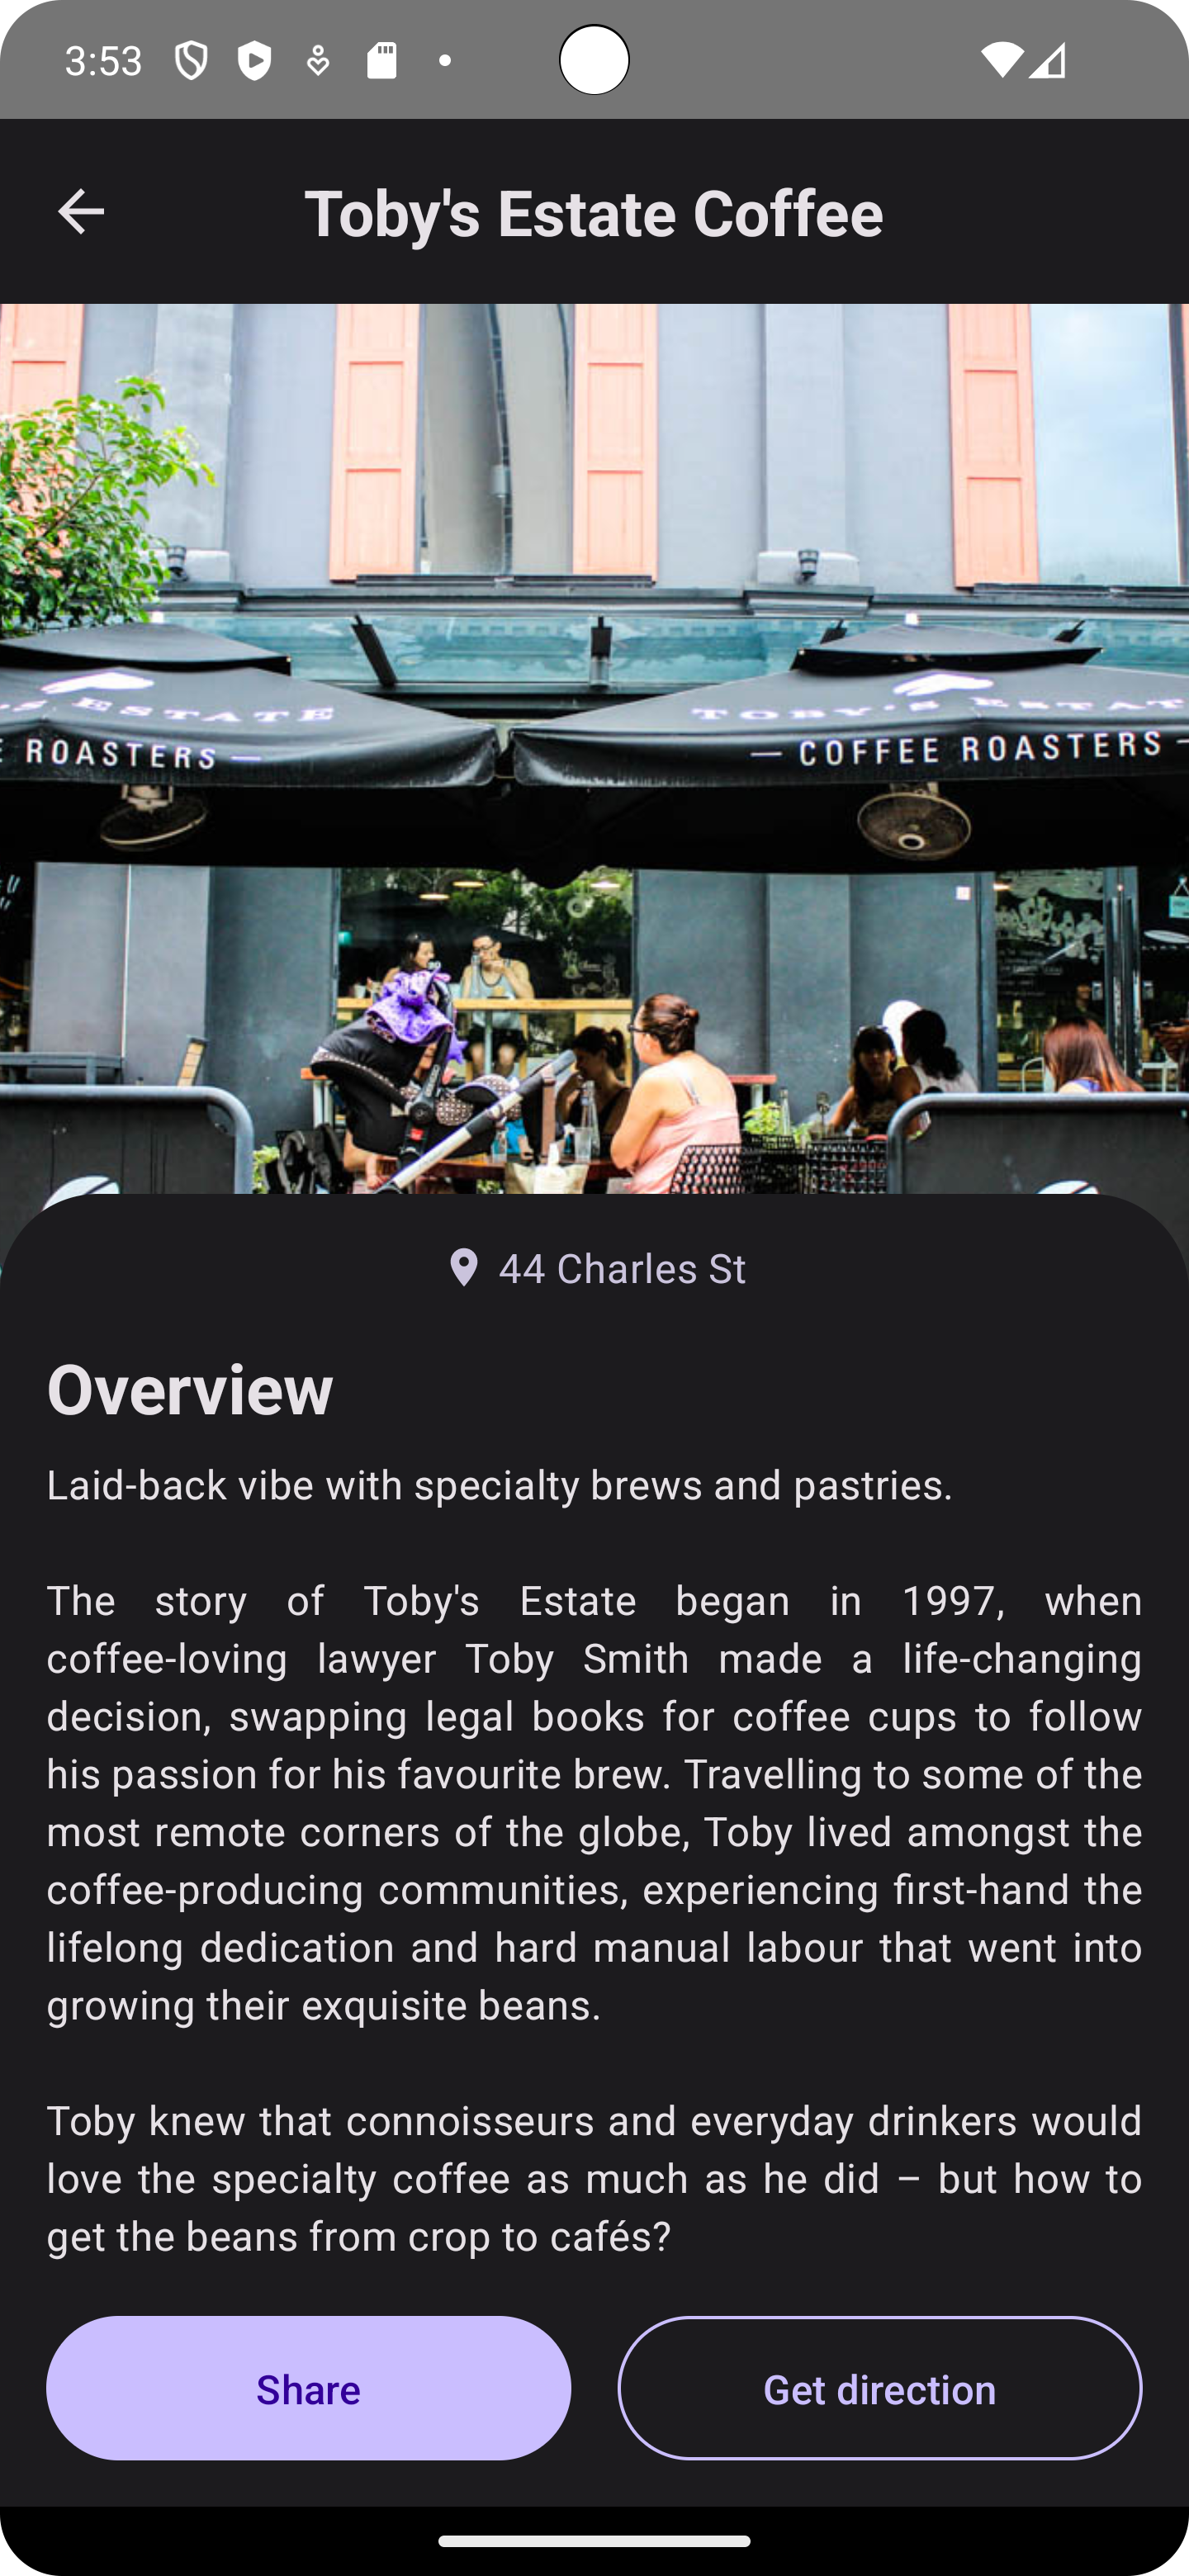 3:53
Toby's Estate Coffee
ESTATE
ROASTERS —
TOBY'S
— COFFEE ROASTERS
44 Charles St
Overview
Laid-back vibe with specialty brews and pastries.
The story of Toby's Estate began in 1997, when
coffee-loving lawyer Toby Smith made a life-changing
decision, swapping legal books for coffee cups to follow
his passion for his favourite brew. Travelling to some of the
most remote corners of the globe, Toby lived amongst the
coffee-producing communities, experiencing first-hand the
lifelong dedication and hard manual labour that went into
growing their exquisite beans.
Toby knew that connoisseurs and everyday drinkers would
love the specialty coffee as much as he did – but how to
get the beans from crop to cafés?
Share
Get direction